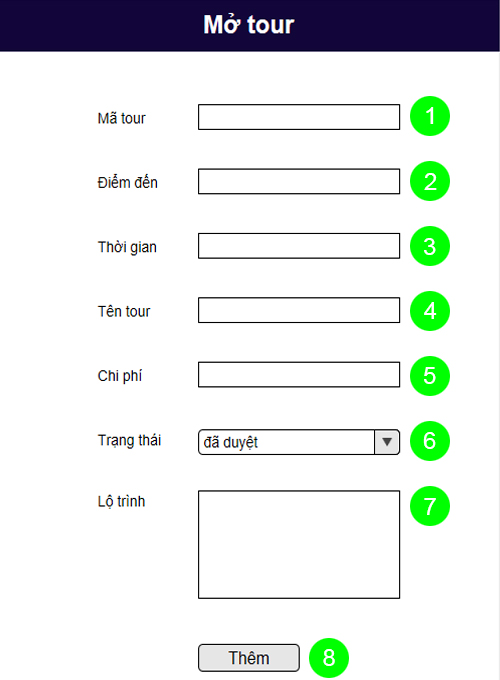 Mở tour
Mã tour 1
Điểm đến 2
Thời gian 3
Tên tour 4
Chi phí 5
Trạng thái đã duyệt 6
Lộ trình 7
Thêm 8